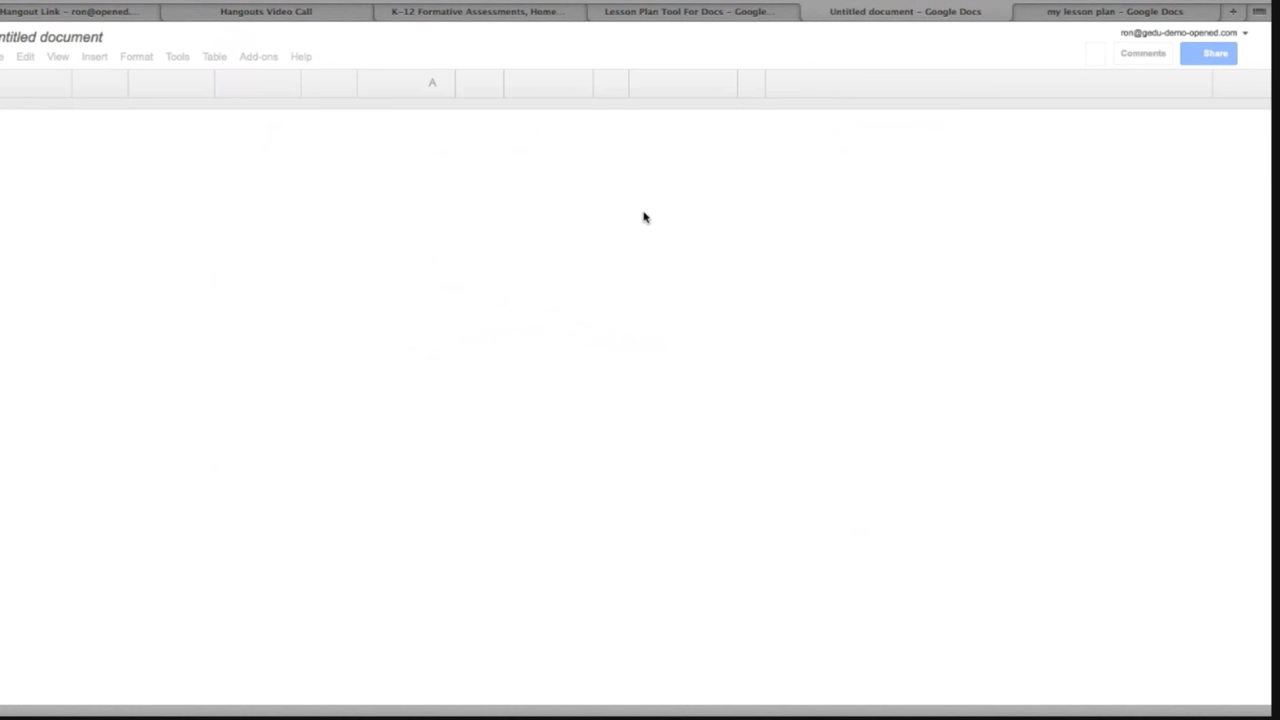 Hangout Link – ron@opened... Hangouts Video Call K–12 Formative Assessments, Home... Lesson Plan Tool For Docs – Google... Untitled document – Google Docs my lesson plan – Google Docs +
ntitled document ron@gedu-demo-opened.com
e Edit View Insert Format Tools Table Add-ons Help Comments Share
A